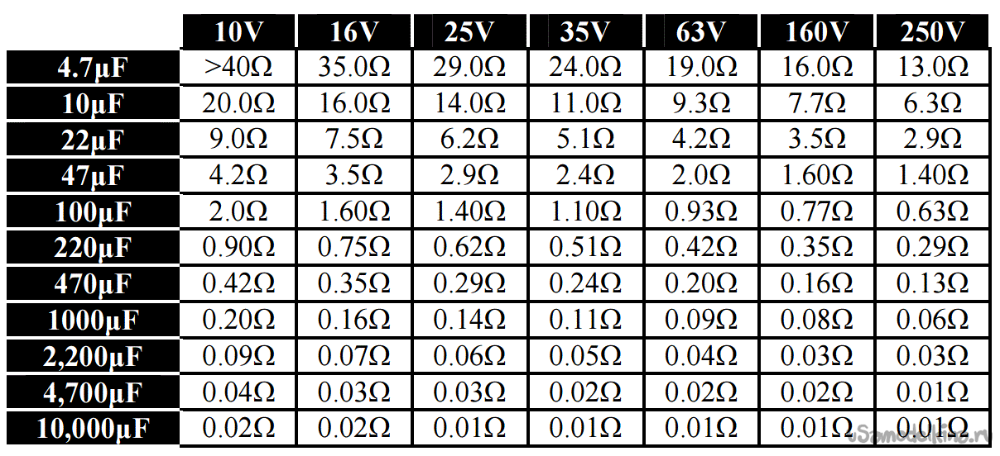 10V 16V 25V 35V 63V 160V 250V
4.7μF >40Ω 35.0Ω 29.0Ω 24.0Ω 19.0Ω 16.0Ω 13.0Ω
10μF 20.0Ω 16.0Ω 14.0Ω 11.0Ω 9.3Ω 7.7Ω 6.3Ω
22μF 9.0Ω 7.5Ω 6.2Ω 5.1Ω 4.2Ω 3.5Ω 2.9Ω
47μF 4.2Ω 3.5Ω 2.9Ω 2.4Ω 2.0Ω 1.60Ω 1.40Ω
100μF 2.0Ω 1.60Ω 1.40Ω 1.10Ω 0.93Ω 0.77Ω 0.63Ω
220μF 0.90Ω 0.75Ω 0.62Ω 0.51Ω 0.42Ω 0.35Ω 0.29Ω
470μF 0.42Ω 0.35Ω 0.29Ω 0.24Ω 0.20Ω 0.16Ω 0.13Ω
1000μF 0.20Ω 0.16Ω 0.14Ω 0.11Ω 0.09Ω 0.08Ω 0.06Ω
2,200μF 0.09Ω 0.07Ω 0.06Ω 0.05Ω 0.04Ω 0.03Ω 0.03Ω
4,700μF 0.04Ω 0.03Ω 0.03Ω 0.02Ω 0.02Ω 0.02Ω 0.01Ω
10,000μF 0.02Ω 0.02Ω 0.01Ω 0.01Ω 0.01Ω 0.01Ω 0.01Ω
uSamodelkina.ru